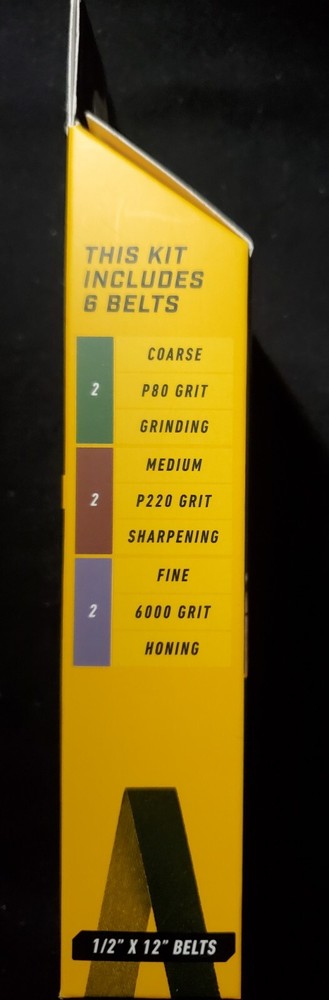 THIS KIT
INCLUDES
6 BELTS
COARSE
2
P80 GRIT
GRINDING
MEDIUM
2
P220 GRIT
SHARPENING
FINE
2
6000 GRIT
HONING
1/2" X 12" BELTS